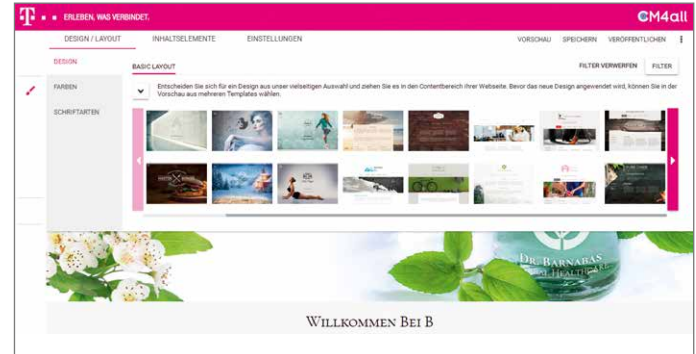 T ERLEBEN, WAS VERBINDET.
CM4all
DESIGN / LAYOUT INHALTSELEMENTE EINSTELLUNGEN VORSCHAU SPEICHERN VERÖFFENTLICHEN
DESIGN
FARBEN
SCHRIFTARTEN
BASIC LAYOUT
FILTER VERWERFEN FILTER
Entscheiden Sie sich für ein Design aus unser vielseitigen Auswahl und ziehen Sie es in den Contentbereich ihrer Webseite. Bevor das neue Design angewendet wird, können Sie in der
Vorschau aus mehreren Templates wählen.
DR. BARNABAS
WILLKOMMEN BEI B